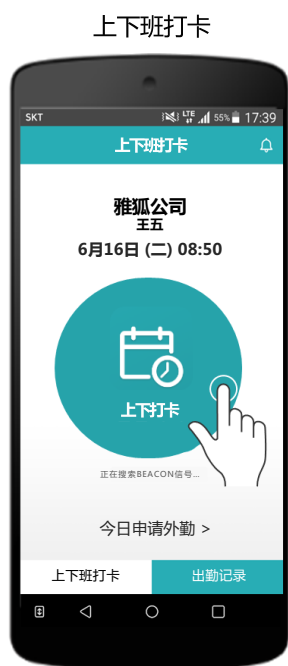 上下班打卡
SKT LTE 55% 17:39
上下班打卡
雅狐公司
王五
6月16日 (二) 08:50
上下打卡
正在搜索BEACON信号...
今日申请外勤 >
上下班打卡 出勤记录